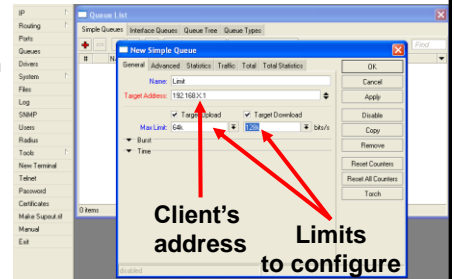 IP
Routing
Ports
Queues
Drivers
System
Files
Log
SNMP
Users
Radius
Tools
New Terminal
Telnet
Password
Certificates
Make Supout.rif
Manual
Exit
Queue List
Simple Queues Interface Queues Queue Tree Queue Types
Find
#
0 items
New Simple Queue
General Advanced Statistics Traffic Total Total Statistics
Name: Limit
Target Address: 192.168.X.1
Target Upload Target Download
Max Limit: 64k 128k bits/s
Burst
Time
OK
Cancel
Apply
Disable
Copy
Remove
Reset Counters
Reset All Counters
Torch
disabled
Client's
address
Limits
to configure